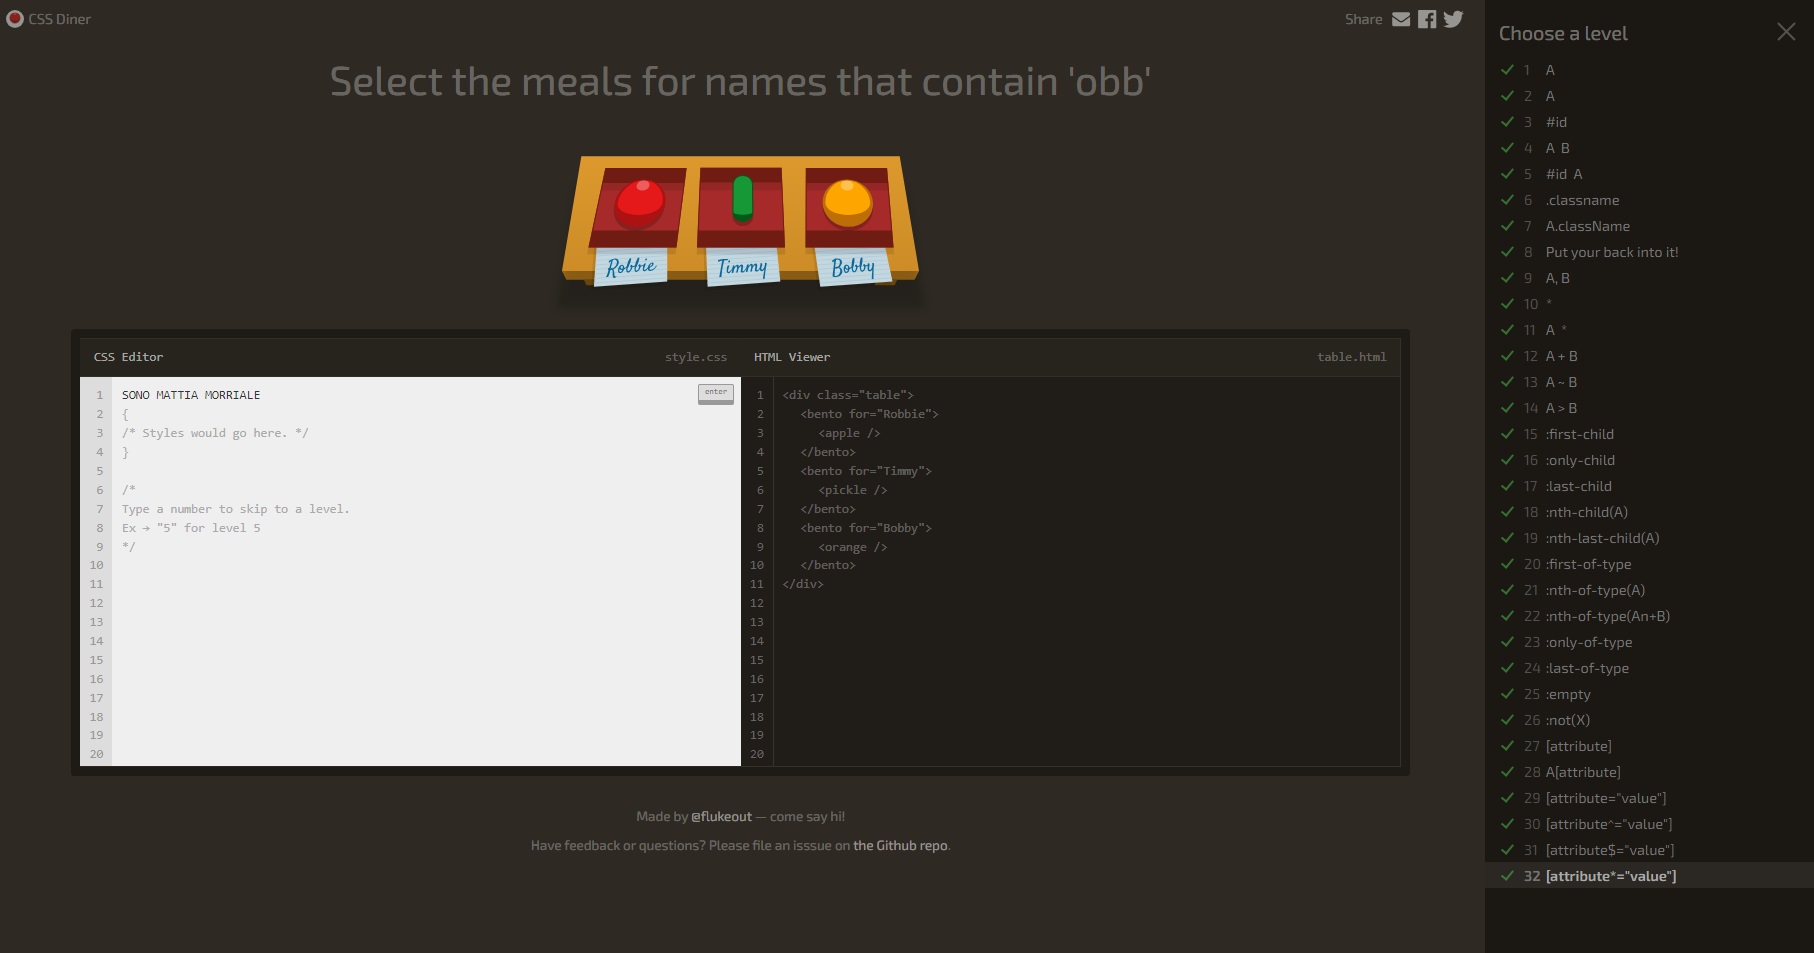 CSS Diner
Share
Select the meals for names that contain 'obb'
Robbie
Timmy
Bobby
CSS Editor
style.css
1 SONO MATTIA MORRIALE
enter
2 {
3 /* Styles would go here. */
4 }
5
6 /*
7 Type a number to skip to a level.
8 Ex → "5" for level 5
9 */
10
11
12
13
14
15
16
17
18
19
20
HTML Viewer
table.html
1 <div class="table">
2 <bento for="Robbie">
3 <apple />
4 </bento>
5 <bento for="Timmy">
6 <pickle />
7 </bento>
8 <bento for="Bobby">
9 <orange />
10 </bento>
11 </div>
12
13
14
15
16
17
18
19
20
Made by @flukeout — come say hi!
Have feedback or questions? Please file an isssue on the Github repo.
Choose a level
1 A
2 A
3 #id
4 A B
5 #id A
6 .classname
7 A.className
8 Put your back into it!
9 A, B
10 *
11 A *
12 A + B
13 A ~ B
14 A > B
15 :first-child
16 :only-child
17 :last-child
18 :nth-child(A)
19 :nth-last-child(A)
20 :first-of-type
21 :nth-of-type(A)
22 :nth-of-type(An+B)
23 :only-of-type
24 :last-of-type
25 :empty
26 :not(X)
27 [attribute]
28 A[attribute]
29 [attribute="value"]
30 [attribute^="value"]
31 [attribute$="value"]
32 [attribute*="value"]